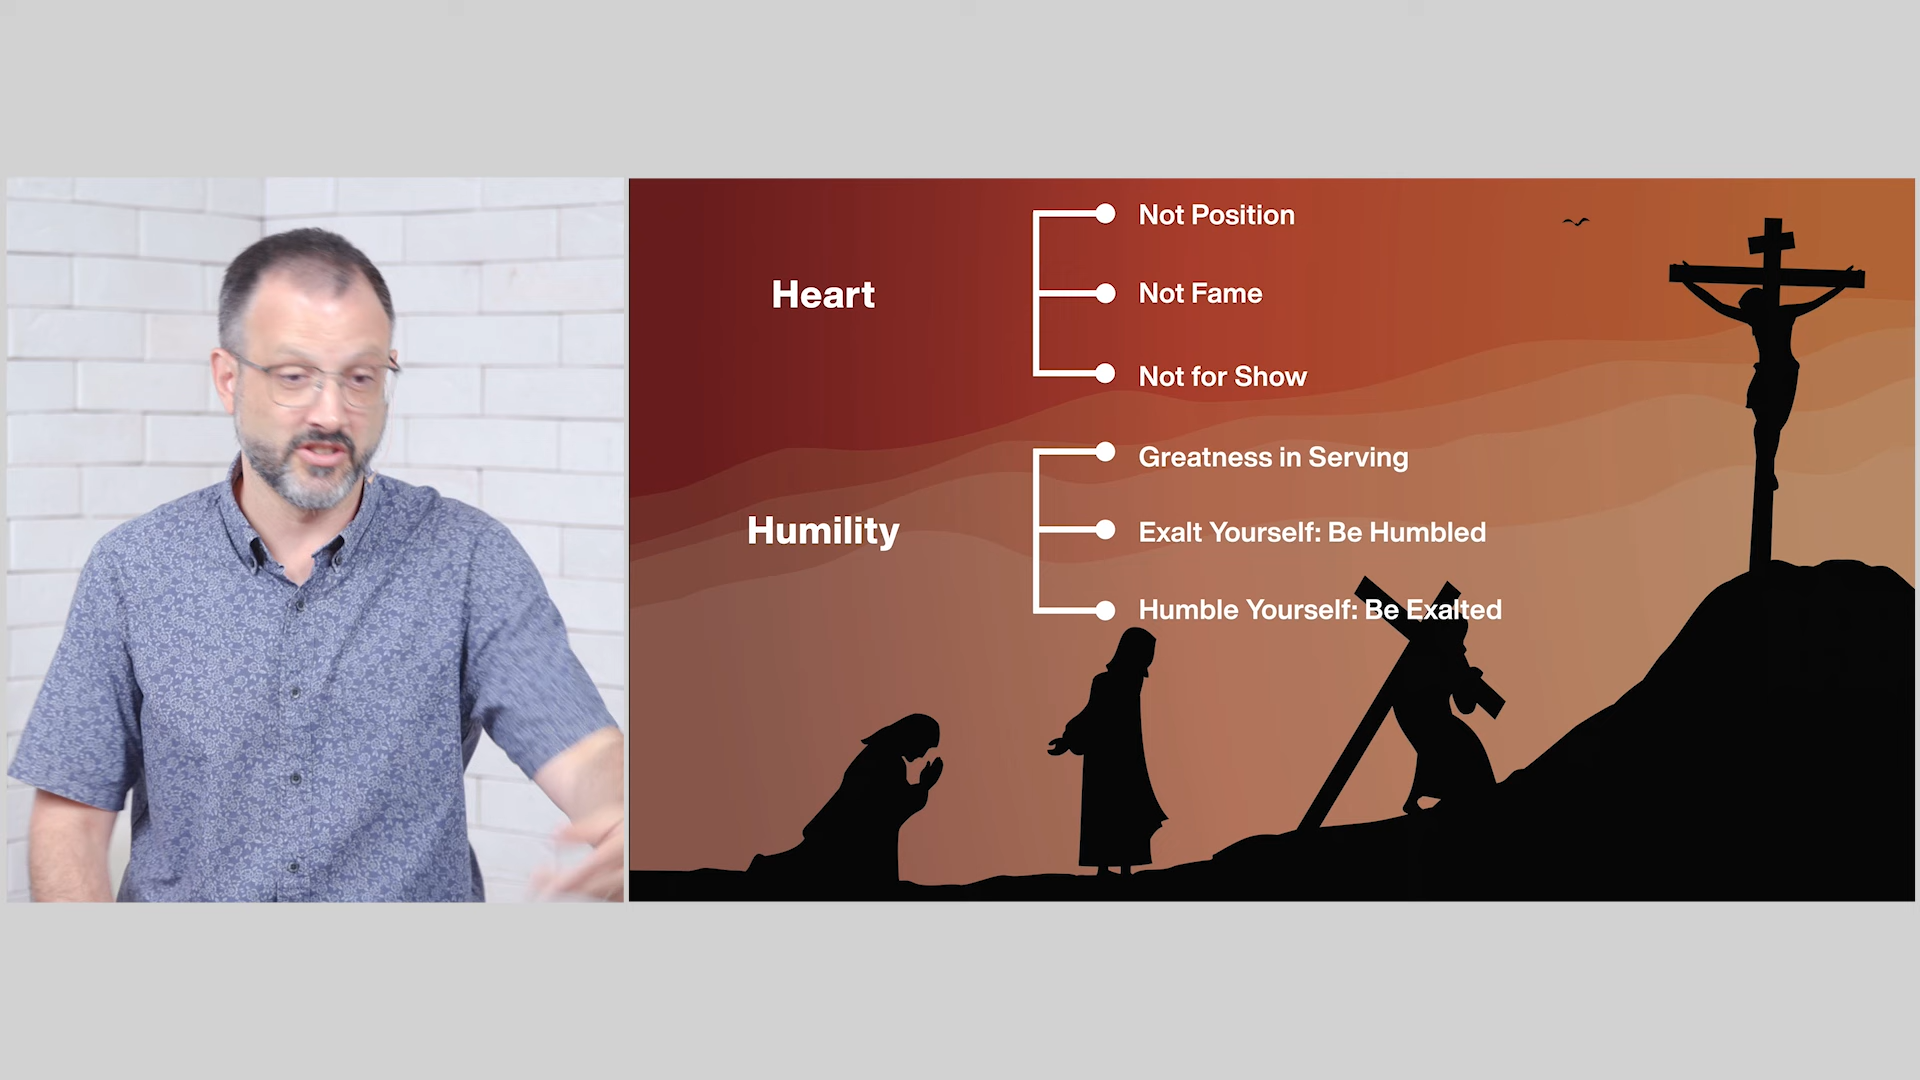 Heart
Not Position
Not Fame
Not for Show
Humility
Greatness in Serving
Exalt Yourself: Be Humbled
Humble Yourself: Be Exalted